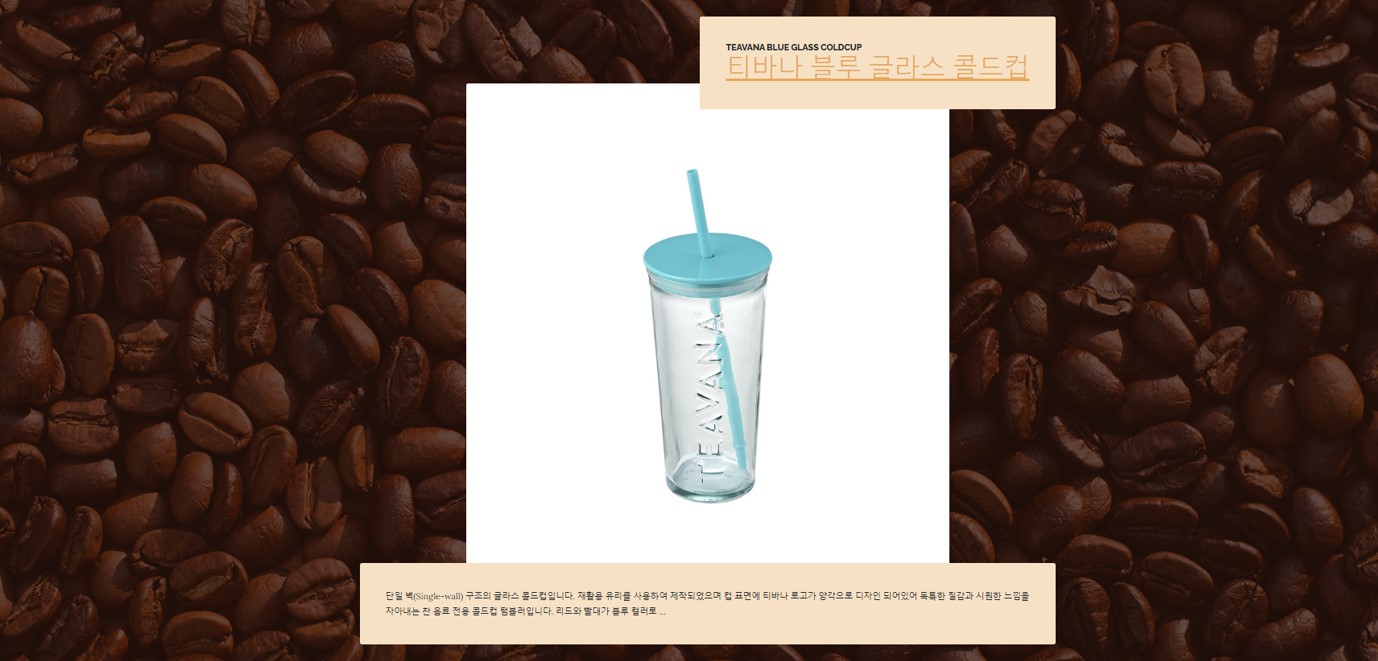 TEAVANA BLUE GLASS COLDCUP
티바나 블루 글라스 콜드컵
TEAVANA
단일 벽(Single-wall) 구조의 글라스 콜드컵입니다. 재활용 유리를 사용하여 제작되었으며 컵 표면에 티바나 로고가 양각으로 디자인 되어있어 독특한 질감과 시원한 느낌을
자아내는 찬 음료 전용 콜드컵 텀블러입니다. 리드와 빨대가 블루 컬러로 ...